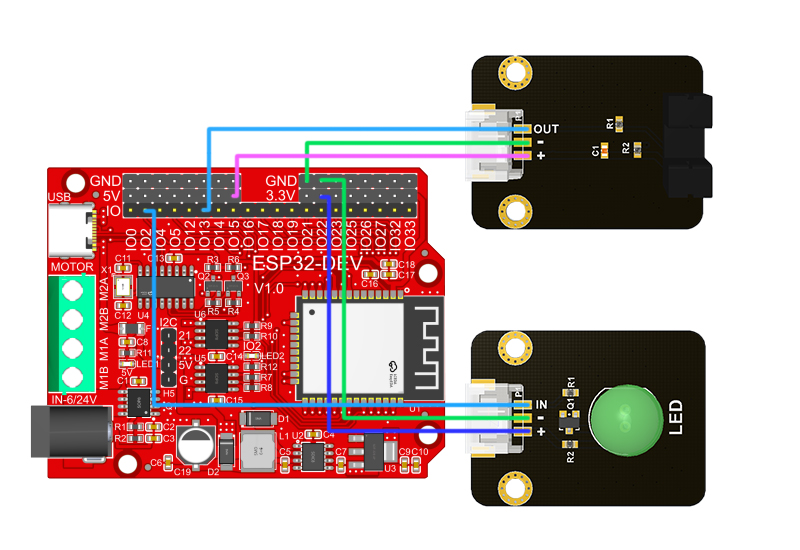 OUT
-
+
R1
C1
R2
GND
5V
IO
GND
3.3V
IO0
IO2
IO4
IO5
IO12
IO13
IO14
IO15
IO16
IO17
IO18
IO19
IO21
IO22
IO23
IO25
IO26
IO27
IO32
IO33
USB
MOTOR
M2A
M2B
M1A
M1B
IN-6/24V
ESP32-DEV
V1.0
C11
X1
C12
U4
C13
R3
R6
Q2
Q3
R5
R4
C18
C17
C16
I2C
21
22
5V
G
H5
C8
R11
LED1
5V
U6
U5
R9
R10
IO2
LED2
C14
R12
R7
R8
C15
U1
R1
R2
C2
C3
C6
C19
D2
D1
L1
U2
C4
C5
C7
U3
C9
C10
IN
-
+
R1
Q1
R2
LED